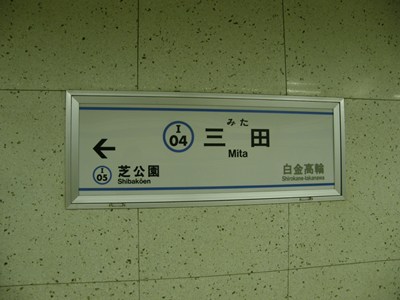 みた
I
04
三田
Mita
←
I
05
芝公園
Shibakōen
白金高輪
Shirokane-takanawa